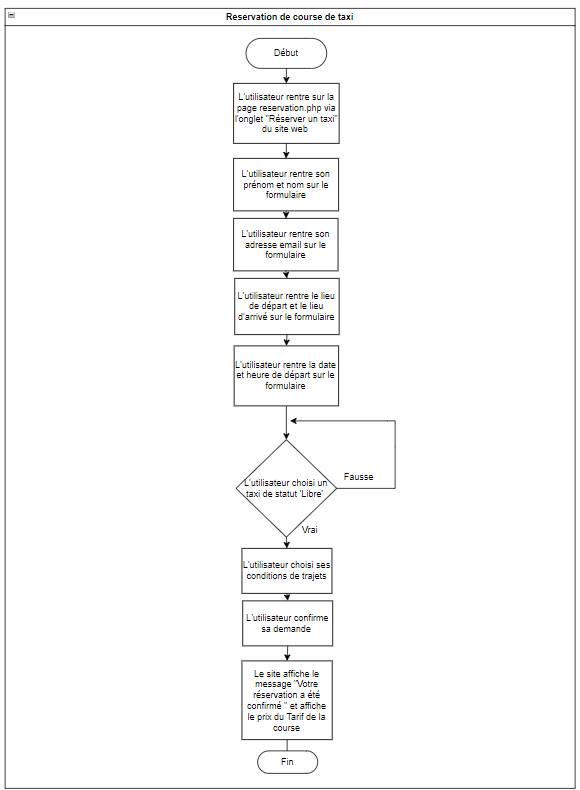 Reservation de course de taxi
Début
L'utilisateur rentre sur la
page reservation.php via
l'onglet "Réserver un taxi"
du site web
L'utilisateur rentre son
prénom et nom sur le
formulaire
L'utilisateur rentre son
adresse email sur le
formulaire
L'utilisateur rentre le lieu
de départ et le lieu
d'arrivé sur le formulaire
L'utilisateur rentre la date
et heure de départ sur le
formulaire
L'utilisateur choisi un
taxi de statut 'Libre'
Fausse
Vrai
L'utilisateur choisi ses
conditions de trajets
L'utilisateur confirme
sa demande
Le site affiche le
message "Votre
réservation a été
confirmé " et affiche
le prix du Tarif de la
course
Fin